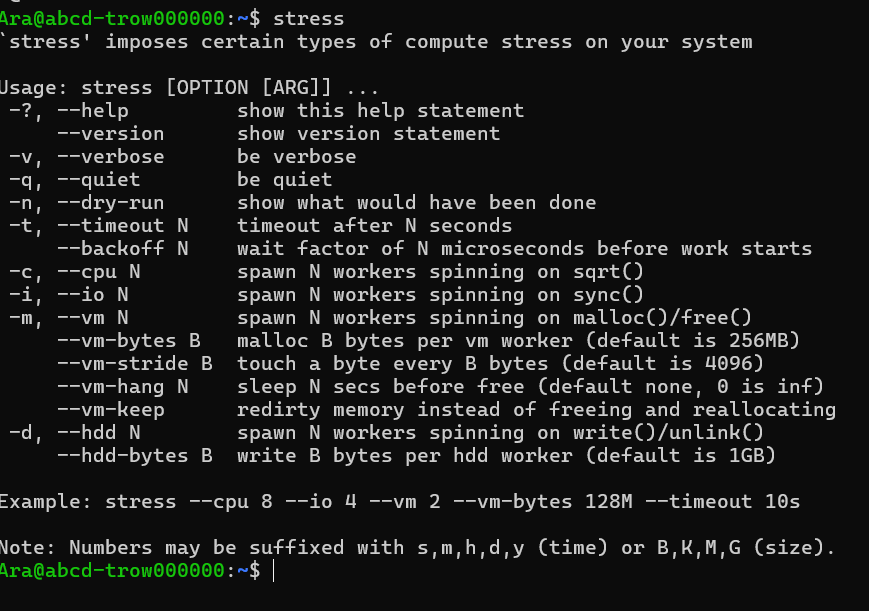 Ara@abcd-trow000000:~$ stress
`stress' imposes certain types of compute stress on your system

Usage: stress [OPTION [ARG]] ...
 -?, --help         show this help statement
     --version      show version statement
 -v, --verbose      be verbose
 -q, --quiet        be quiet
 -n, --dry-run      show what would have been done
 -t, --timeout N    timeout after N seconds
     --backoff N    wait factor of N microseconds before work starts
 -c, --cpu N        spawn N workers spinning on sqrt()
 -i, --io N         spawn N workers spinning on sync()
 -m, --vm N         spawn N workers spinning on malloc()/free()
     --vm-bytes B   malloc B bytes per vm worker (default is 256MB)
     --vm-stride B  touch a byte every B bytes (default is 4096)
     --vm-hang N    sleep N secs before free (default none, 0 is inf)
     --vm-keep      redirty memory instead of freeing and reallocating
 -d, --hdd N        spawn N workers spinning on write()/unlink()
     --hdd-bytes B  write B bytes per hdd worker (default is 1GB)

Example: stress --cpu 8 --io 4 --vm 2 --vm-bytes 128M --timeout 10s

Note: Numbers may be suffixed with s,m,h,d,y (time) or B,K,M,G (size).
Ara@abcd-trow000000:~$